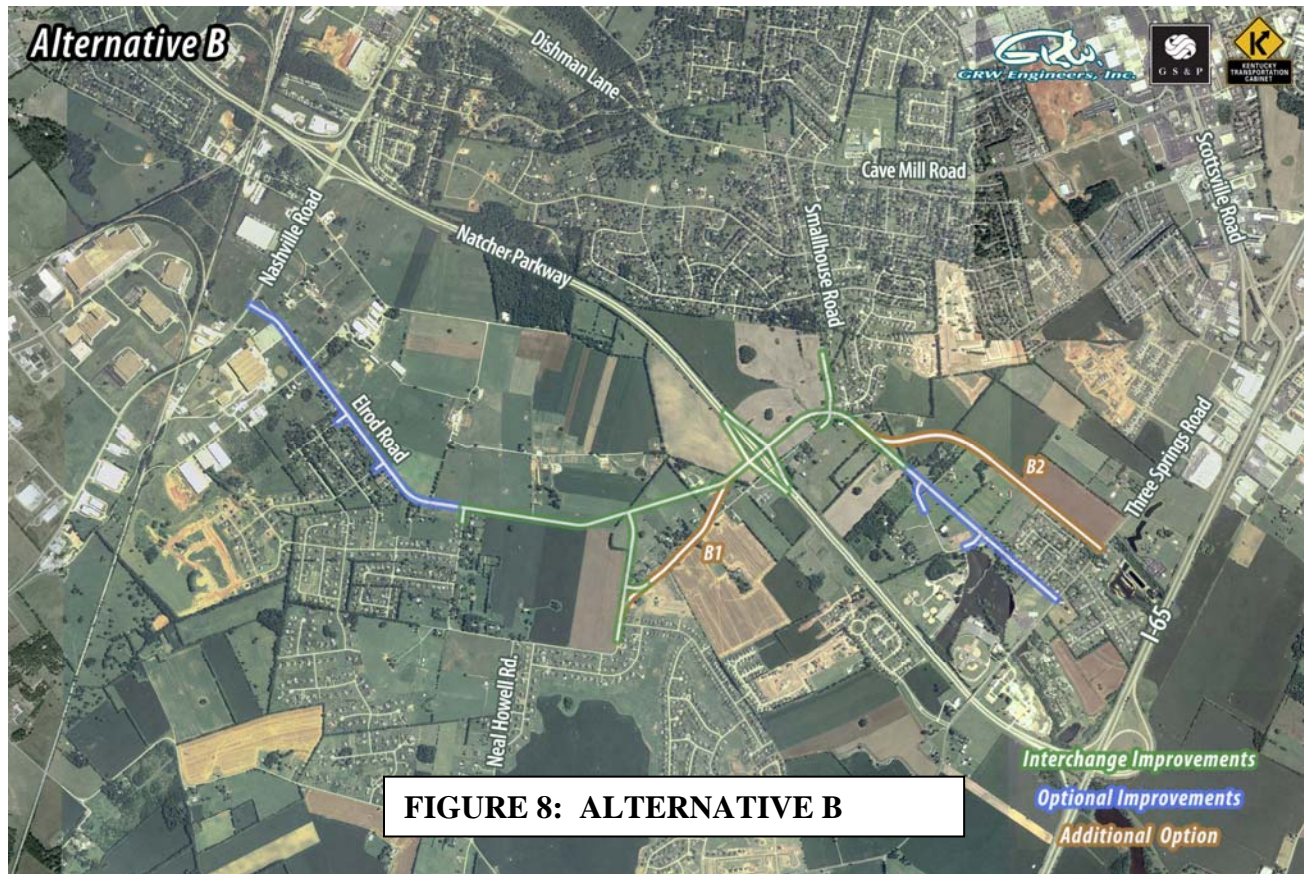 Alternative B
GRW Engineers, Inc.
GS&P
K
KENTUCKY
TRANSPORTATION
CABINET
Dishman Lane
Scottsville Road
Cave Mill Road
Nashville Road
Smallhouse Road
Natcher Parkway
Elrod Road
B2
Three Springs Road
B1
I-65
Neal Howell Rd.
Interchange Improvements
Optional Improvements
Additional Option
FIGURE 8: ALTERNATIVE B